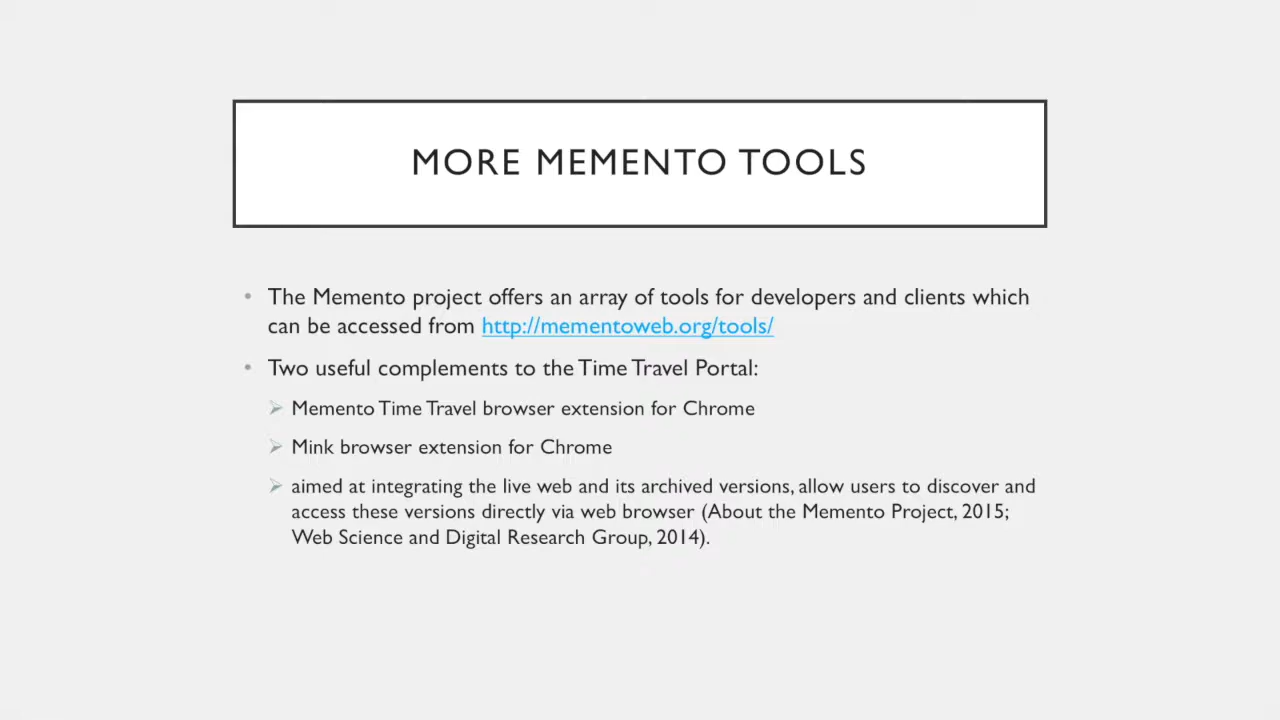 MORE MEMENTO TOOLS
• The Memento project offers an array of tools for developers and clients which
can be accessed from http://mementoweb.org/tools/
• Two useful complements to the Time Travel Portal:
➢ Memento Time Travel browser extension for Chrome
➢ Mink browser extension for Chrome
➢ aimed at integrating the live web and its archived versions, allow users to discover and
access these versions directly via web browser (About the Memento Project, 2015;
Web Science and Digital Research Group, 2014).